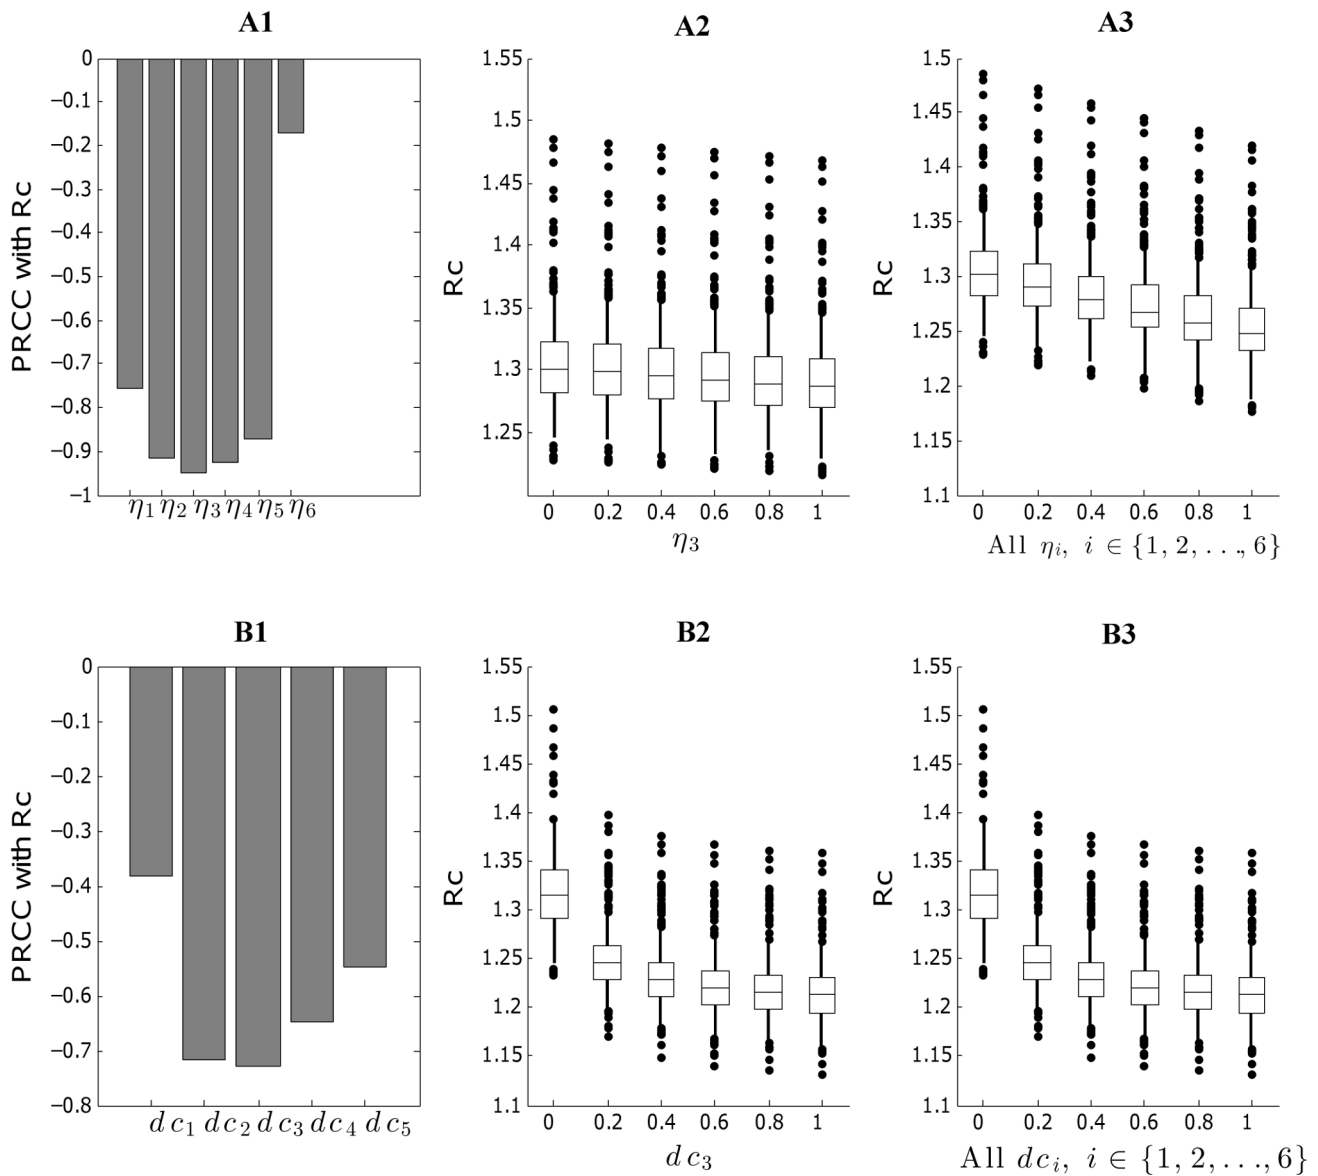 A1
PRCC with Rc
0
−0.1
−0.2
−0.3
−0.4
−0.5
−0.6
−0.7
−0.8
−0.9
−1
η1 η2 η3 η4 η5 η6
A2
Rc
1.55
1.5
1.45
1.4
1.35
1.3
1.25
0 0.2 0.4 0.6 0.8 1
η3
A3
Rc
1.5
1.45
1.4
1.35
1.3
1.25
1.2
1.15
1.1
0 0.2 0.4 0.6 0.8 1
All ηi, i ∈ {1, 2, . . ., 6}
B1
PRCC with Rc
0
−0.1
−0.2
−0.3
−0.4
−0.5
−0.6
−0.7
−0.8
dc1 dc2 dc3 dc4 dc5
B2
Rc
1.55
1.5
1.45
1.4
1.35
1.3
1.25
1.2
1.15
1.1
0 0.2 0.4 0.6 0.8 1
dc3
B3
Rc
1.55
1.5
1.45
1.4
1.35
1.3
1.25
1.2
1.15
1.1
0 0.2 0.4 0.6 0.8 1
All dci, i ∈ {1, 2, . . ., 6}